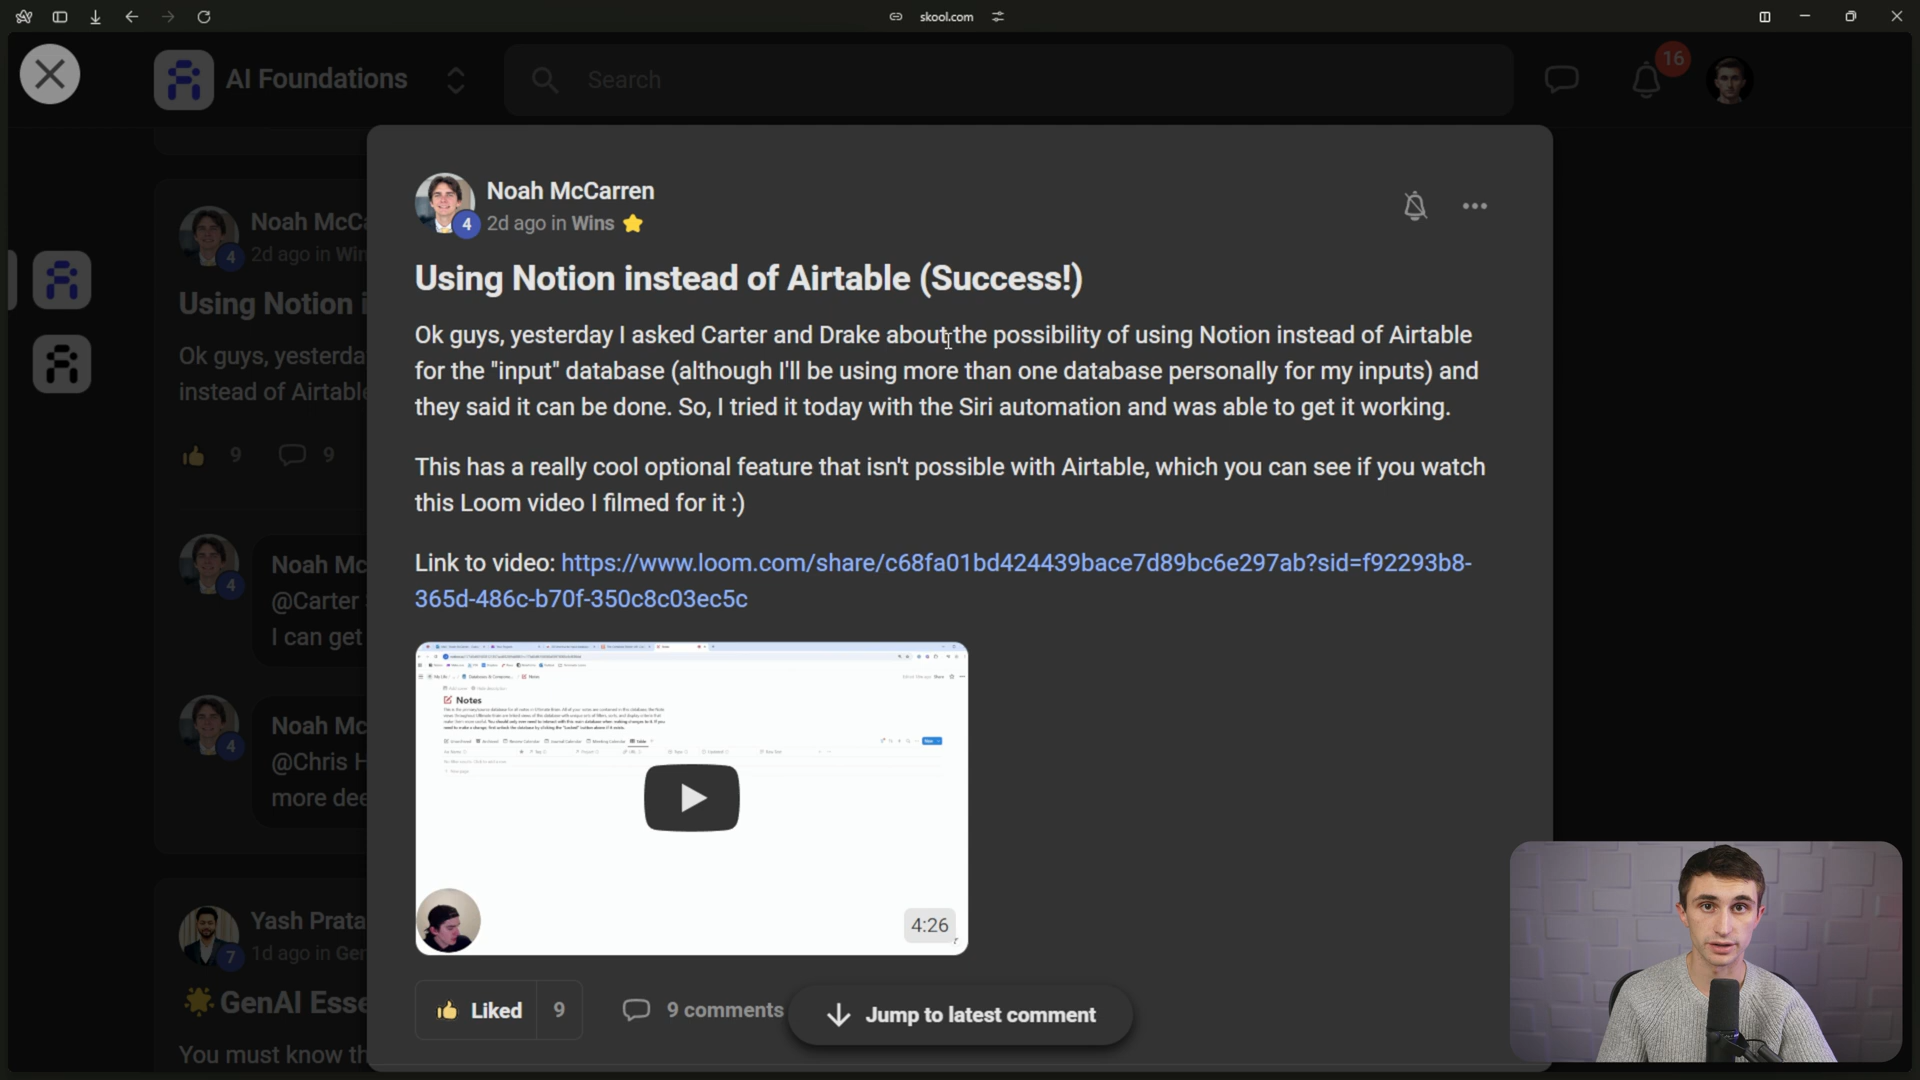 skool.com
AI Foundations
Search
16
Noah McCa
4
2d ago in Win
Using Notion i
Ok guys, yesterda
instead of Airtable
9
9
Noah Mc
4
@Carter
I can get
Noah Mc
4
@Chris H
more dee
Yash Prata
7
1d ago in Ger
GenAI Esse
You must know th
Noah McCarren
4
2d ago in Wins
Using Notion instead of Airtable (Success!)
Ok guys, yesterday I asked Carter and Drake about the possibility of using Notion instead of Airtable
for the "input" database (although I'll be using more than one database personally for my inputs) and
they said it can be done. So, I tried it today with the Siri automation and was able to get it working.
This has a really cool optional feature that isn't possible with Airtable, which you can see if you watch
this Loom video I filmed for it :)
Link to video: https://www.loom.com/share/c68fa01bd424439bace7d89bc6e297ab?sid=f92293b8-
365d-486c-b70f-350c8c03ec5c
Notes
4:26
Liked
9
9 comments
Jump to latest comment